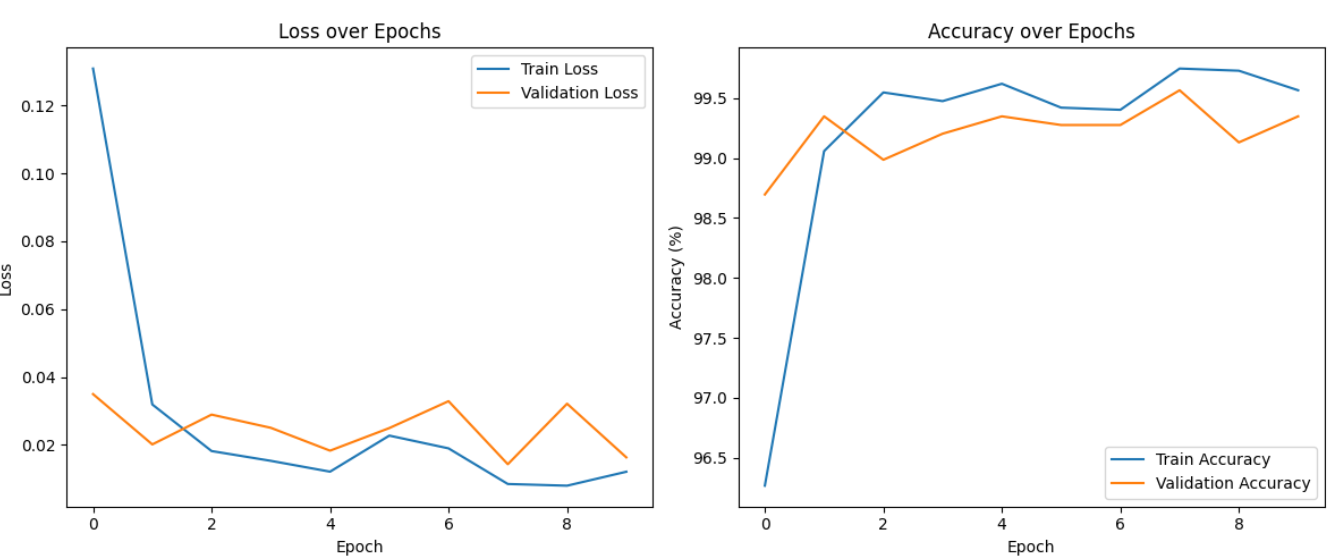 Loss over Epochs
Train Loss
Validation Loss
0.12
0.10
0.08
0.06
0.04
0.02
Loss
0 2 4 6 8
Epoch
Accuracy over Epochs
99.5
99.0
98.5
98.0
97.5
97.0
96.5
Accuracy (%)
Train Accuracy
Validation Accuracy
0 2 4 6 8
Epoch